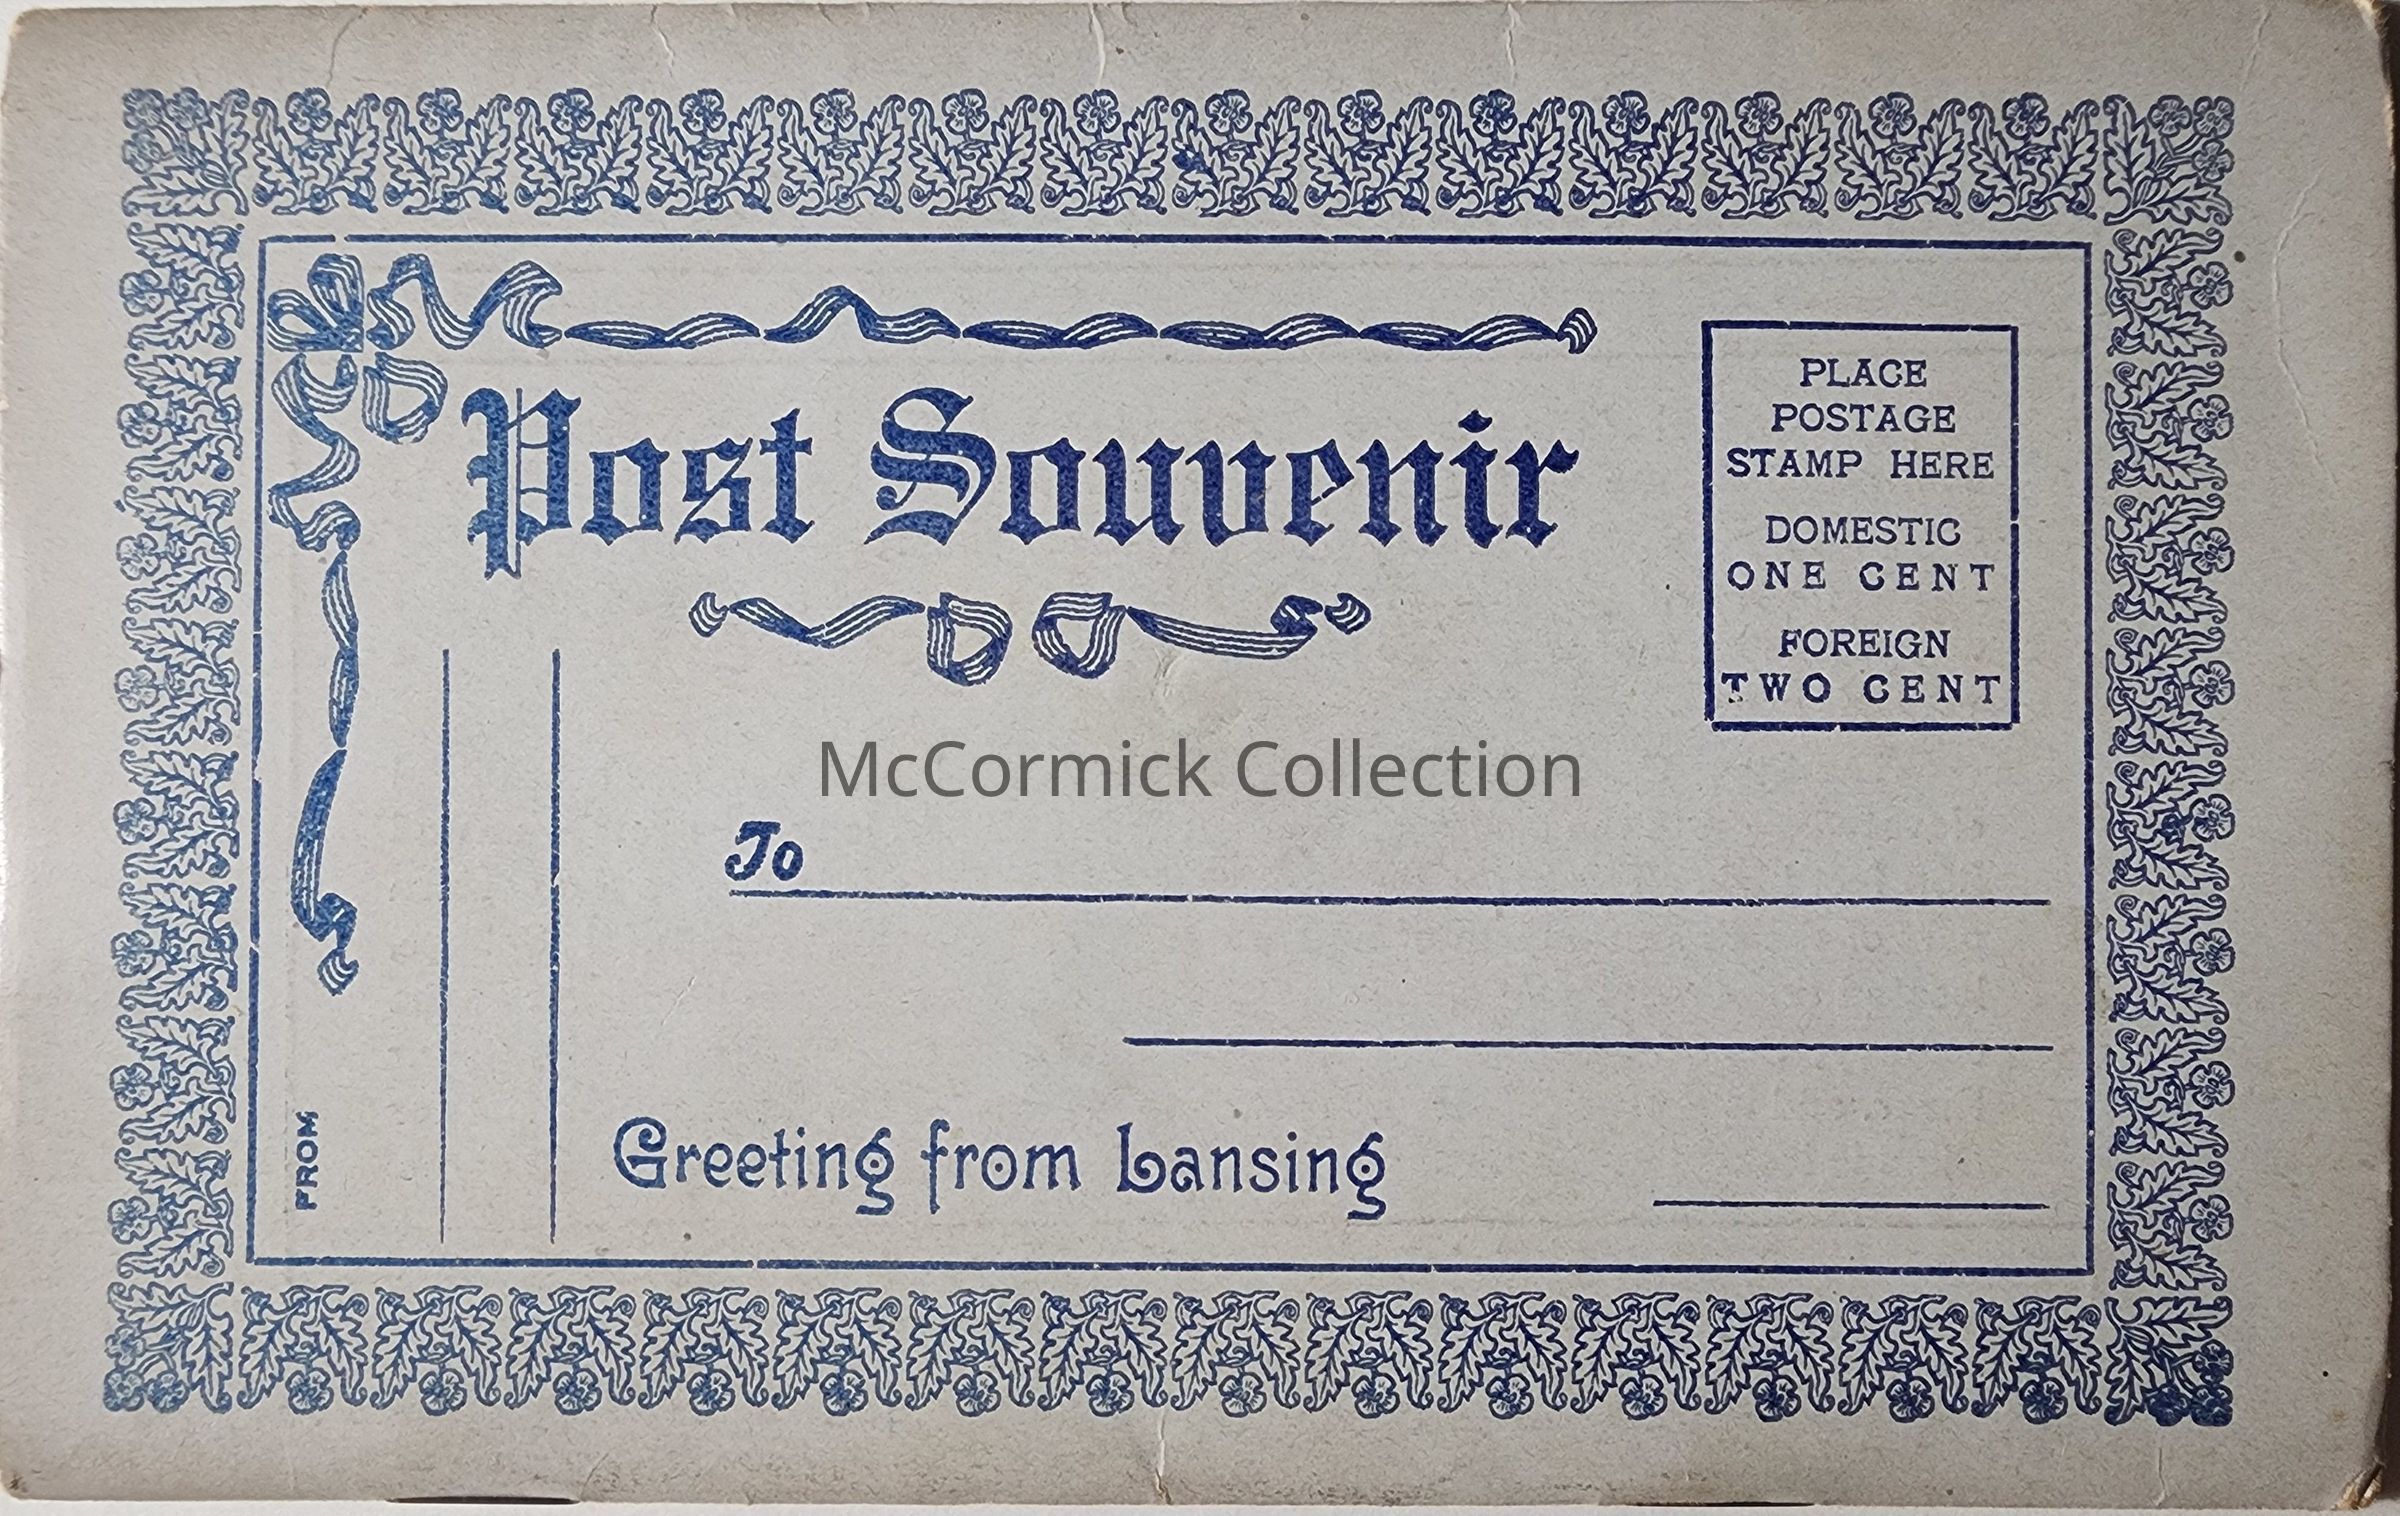 Post Souvenir
PLACE
POSTAGE
STAMP HERE
DOMESTIC
ONE CENT
FOREIGN
TWO CENT
McCormick Collection
To
FROM
Greeting from Lansing